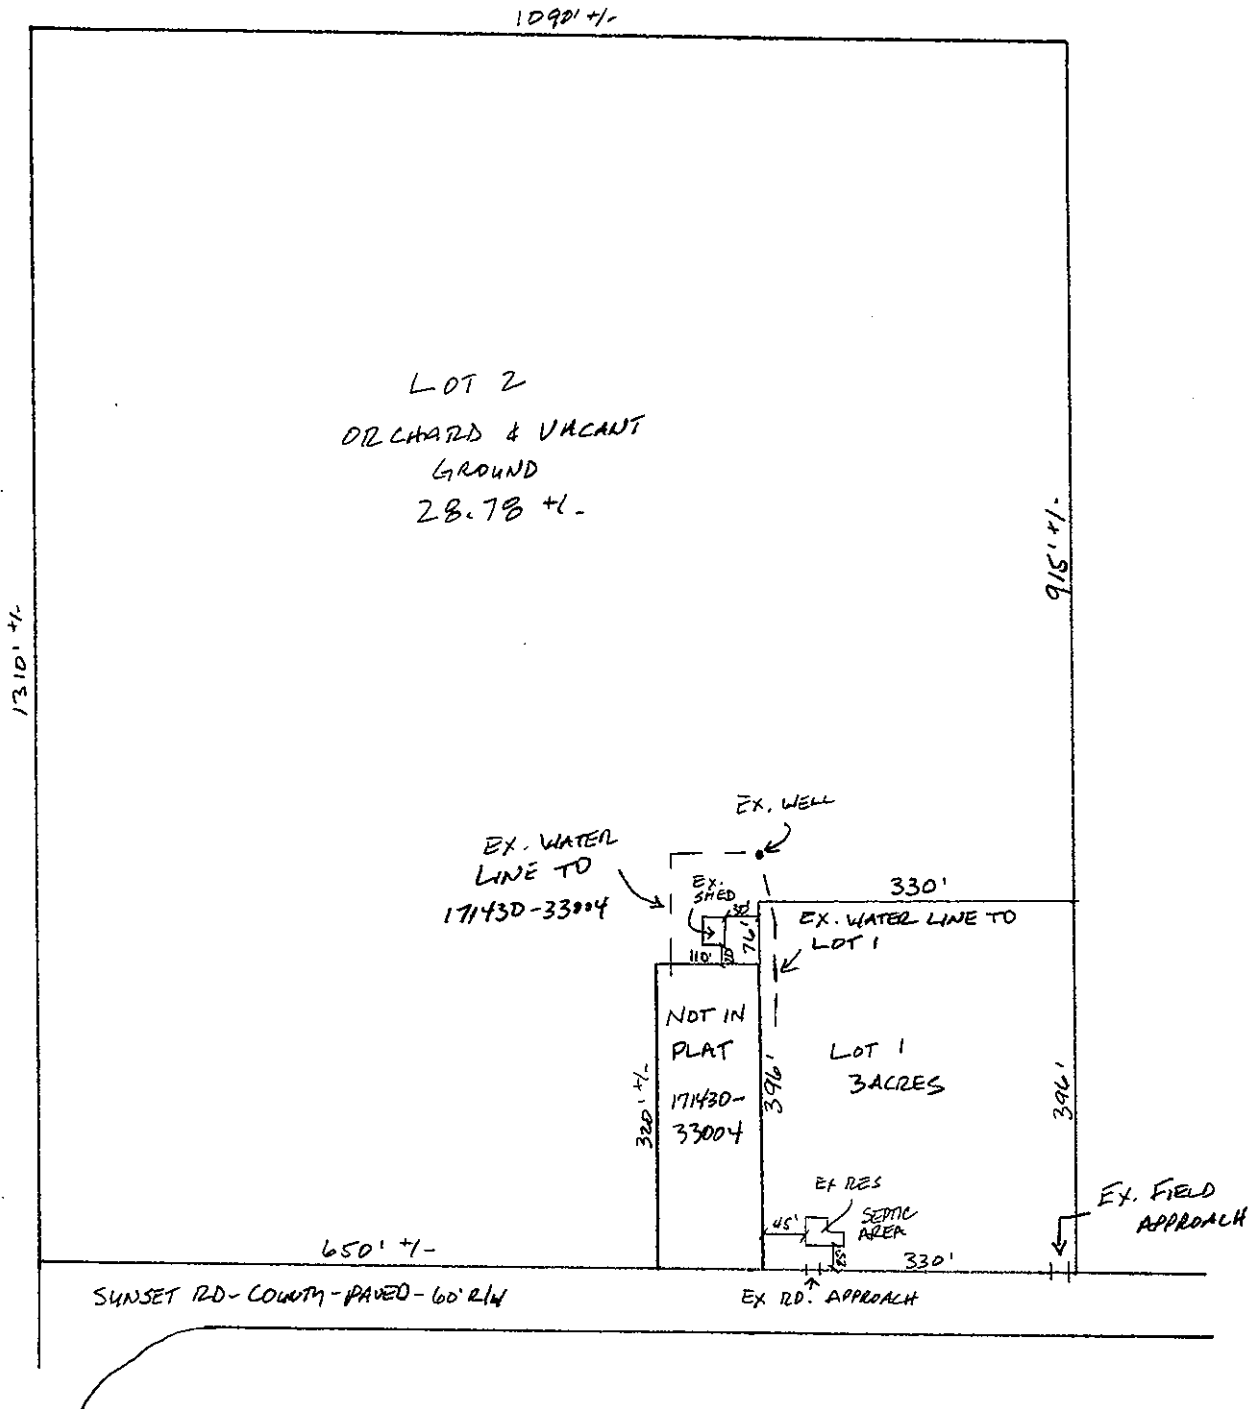 1090' +/-
LOT 2
ORCHARD & VACANT
GROUND
28.78 +/-
915' +/-
1310' +/-
EX. WELL
EX. WATER
LINE TO
171430-33004
EX.
SHED
30'
330'
76'
EX. WATER LINE TO
LOT 1
110'
20'
NOT IN
PLAT
171430-
33004
320' +/-
396'
LOT 1
3 ACRES
396'
EX RES
SEPTIC
AREA
45'
EX. FIELD
APPROACH
650' +/-
330'
SUNSET RD-COUNTY-PAVED-60' R/W
EX RD. APPROACH